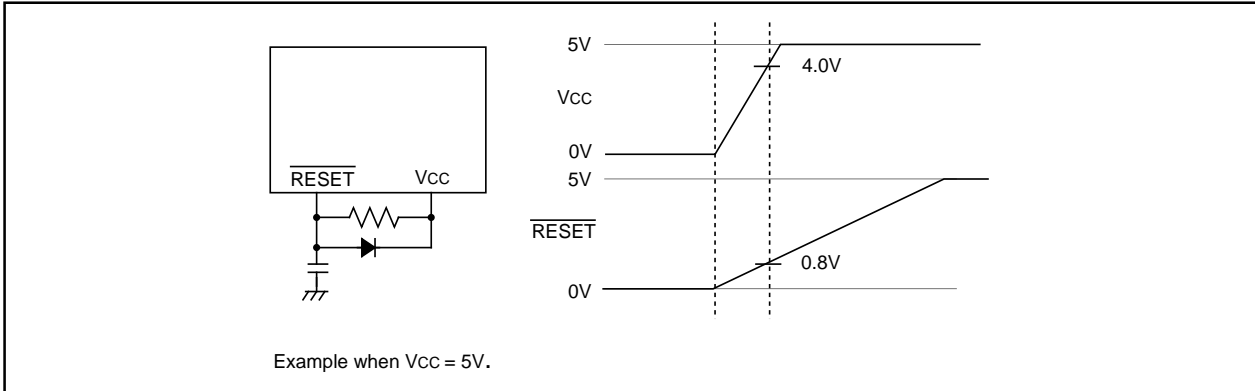 RESET
VCC
5V
4.0V
VCC
0V
5V
RESET
0.8V
0V
Example when VCC = 5V.